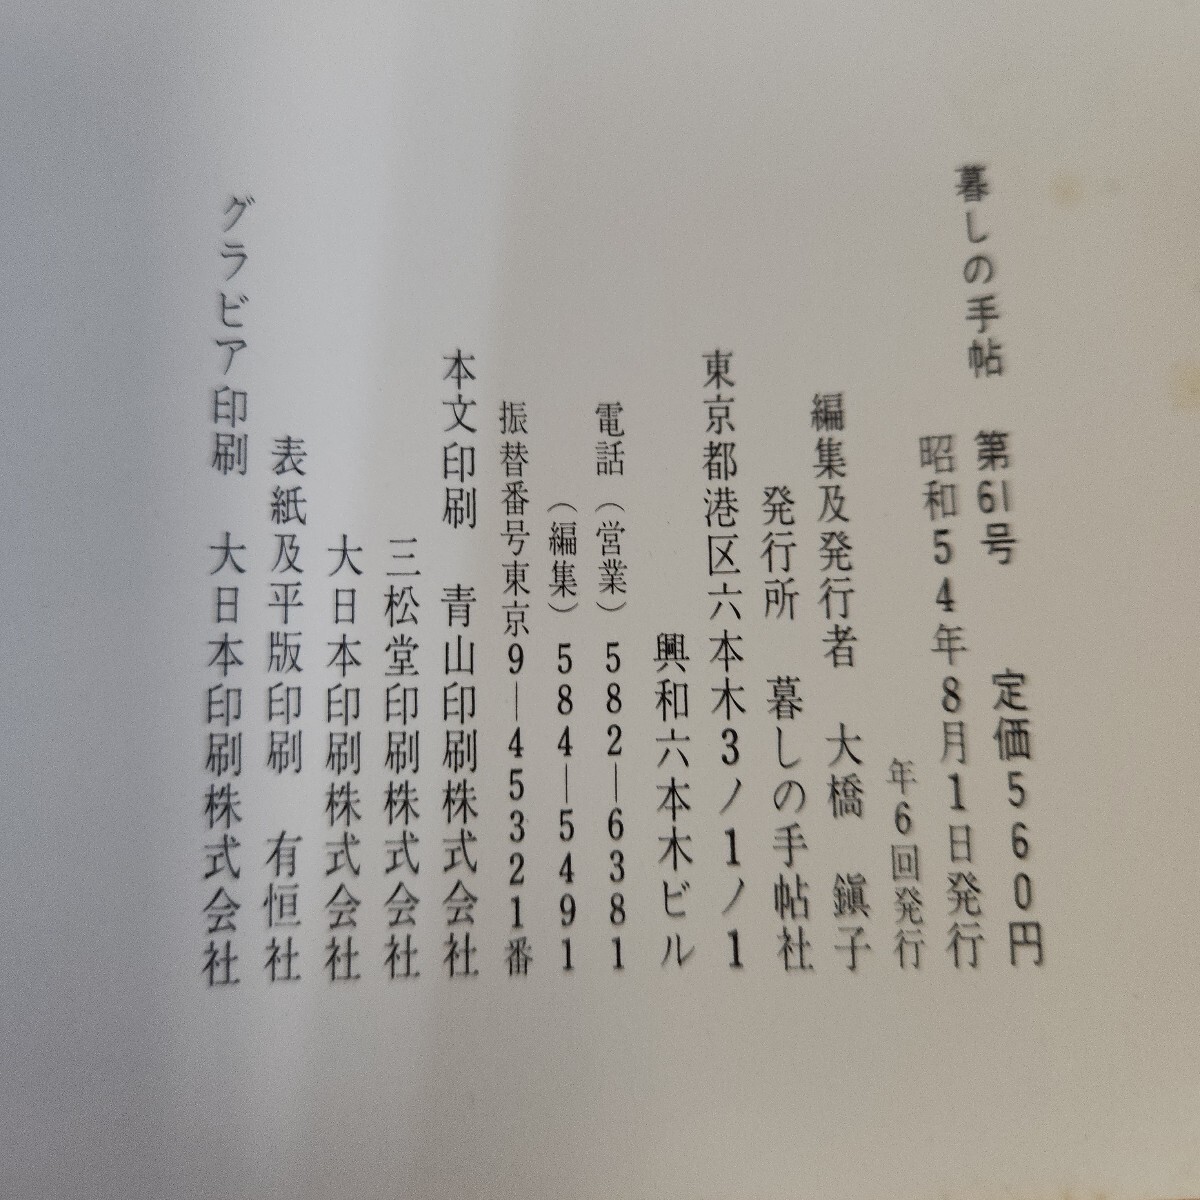 暮しの手帖 第61号 定価560円
昭和54年8月1日発行
年6回発行
編集及発行者 大橋 鎭子
発行所 暮しの手帖社
東京都港区六本木3ノ1ノ1
興和六本木ビル
電話(営業)582—6381
(編集)584—5491
振替番号東京9—45321番
本文印刷 青山印刷株式会社
三松堂印刷株式会社
大日本印刷株式会社
表紙及平版印刷 有恒社
グラビア印刷 大日本印刷株式会社